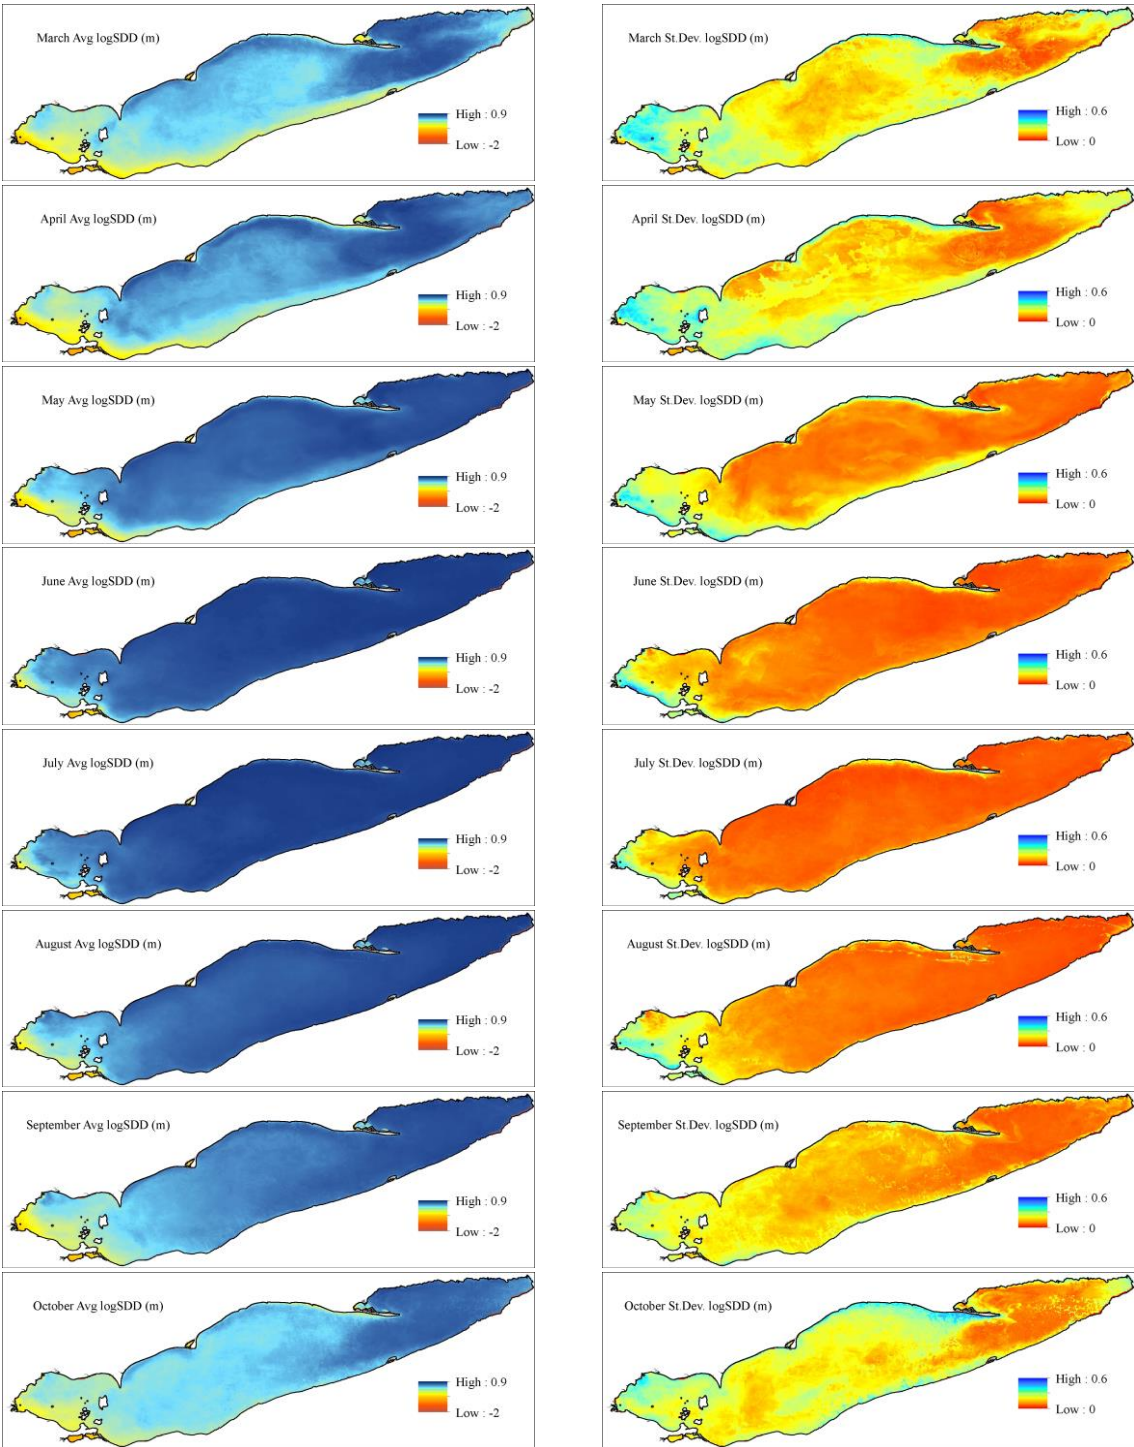 March Avg logSDD (m)
High : 0.9
Low : -2
March St.Dev. logSDD (m)
High : 0.6
Low : 0
April Avg logSDD (m)
High : 0.9
Low : -2
April St.Dev. logSDD (m)
High : 0.6
Low : 0
May Avg logSDD (m)
High : 0.9
Low : -2
May St.Dev. logSDD (m)
High : 0.6
Low : 0
June Avg logSDD (m)
High : 0.9
Low : -2
June St.Dev. logSDD (m)
High : 0.6
Low : 0
July Avg logSDD (m)
High : 0.9
Low : -2
July St.Dev. logSDD (m)
High : 0.6
Low : 0
August Avg logSDD (m)
High : 0.9
Low : -2
August St.Dev. logSDD (m)
High : 0.6
Low : 0
September Avg logSDD (m)
High : 0.9
Low : -2
September St.Dev. logSDD (m)
High : 0.6
Low : 0
October Avg logSDD (m)
High : 0.9
Low : -2
October St.Dev. logSDD (m)
High : 0.6
Low : 0